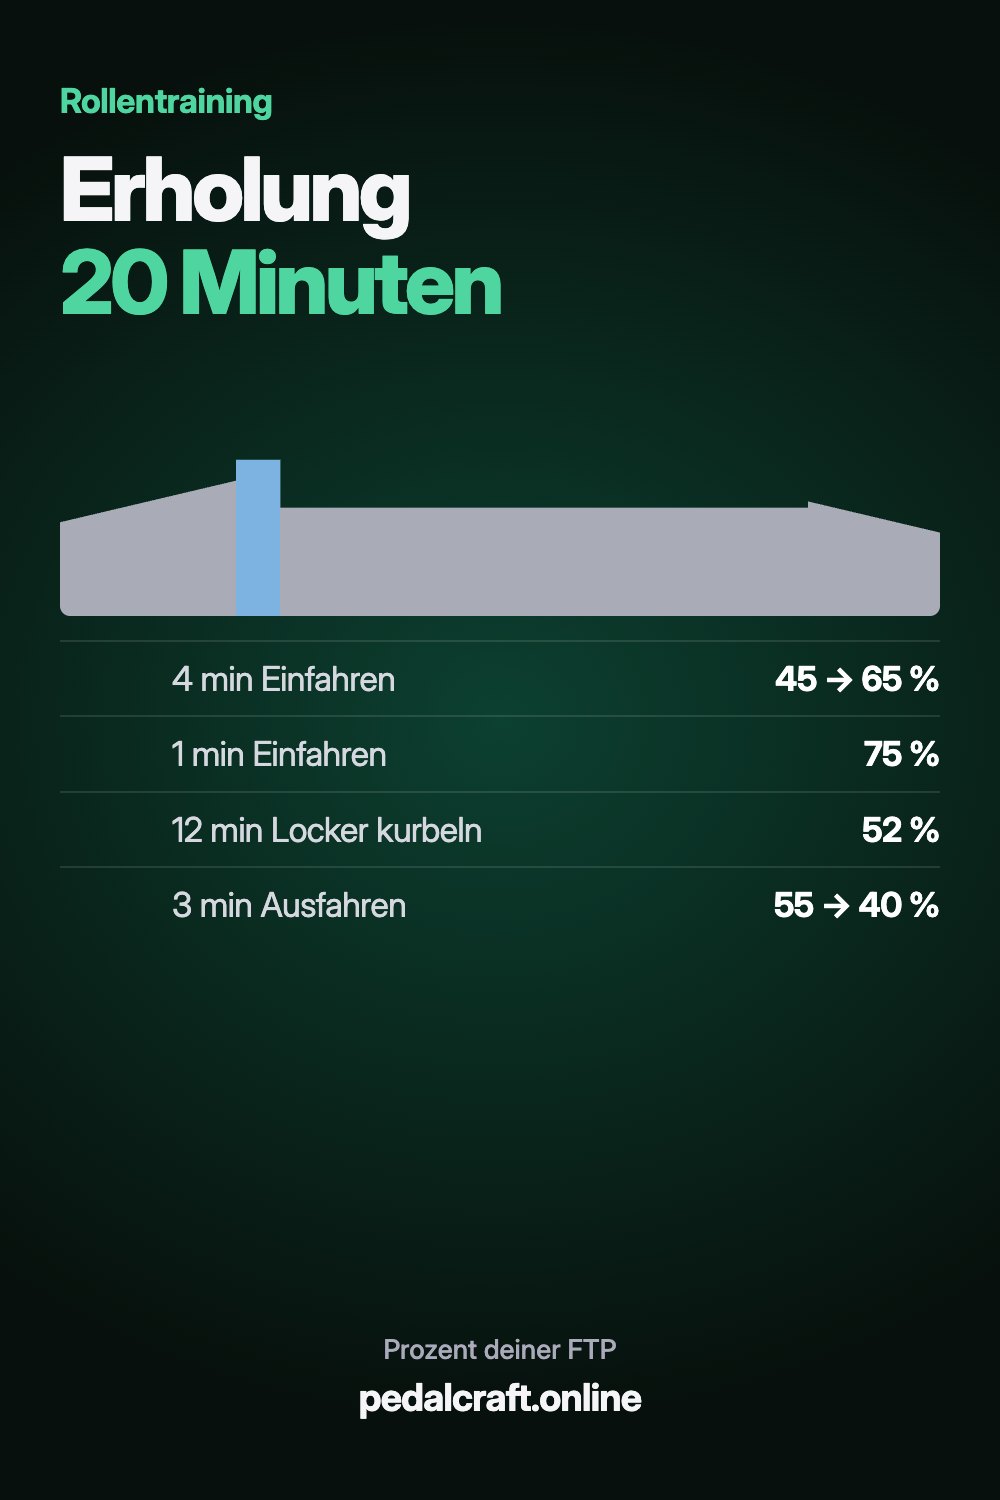 Rollentraining
Erholung
20 Minuten
4 min Einfahren 45 → 65 %
1 min Einfahren 75 %
12 min Locker kurbeln 52 %
3 min Ausfahren 55 → 40 %
Prozent deiner FTP
pedalcraft.online